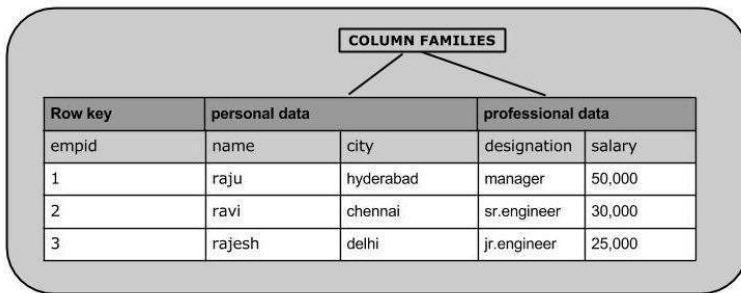 COLUMN FAMILIES
Row key personal data professional data
empid name city designation salary
1 raju hyderabad manager 50,000
2 ravi chennai sr.engineer 30,000
3 rajesh delhi jr.engineer 25,000